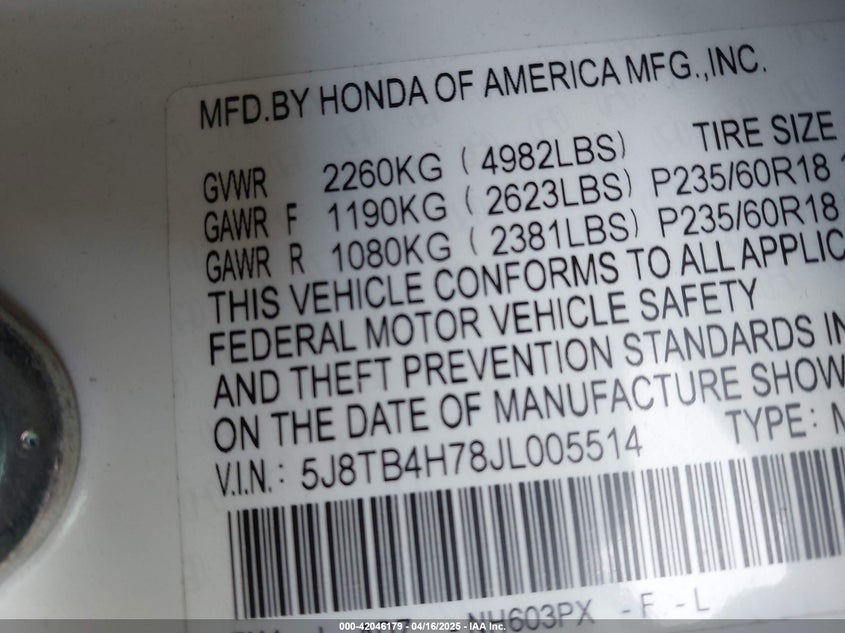 MFD.BY HONDA OF AMERICA MFG.,INC.
GVWR 2260KG ( 4982LBS) TIRE SIZE
GAWR F 1190KG ( 2623LBS) P235/60R18
GAWR R 1080KG ( 2381LBS) P235/60R18
THIS VEHICLE CONFORMS TO ALL APPLIC
FEDERAL MOTOR VEHICLE SAFETY
AND THEFT PREVENTION STANDARDS IN
ON THE DATE OF MANUFACTURE SHOW
V.I.N.: 5J8TB4H78JL005514 TYPE:
NH603PX -F -L
000-42046179 - 04/16/2025 - IAA Inc.